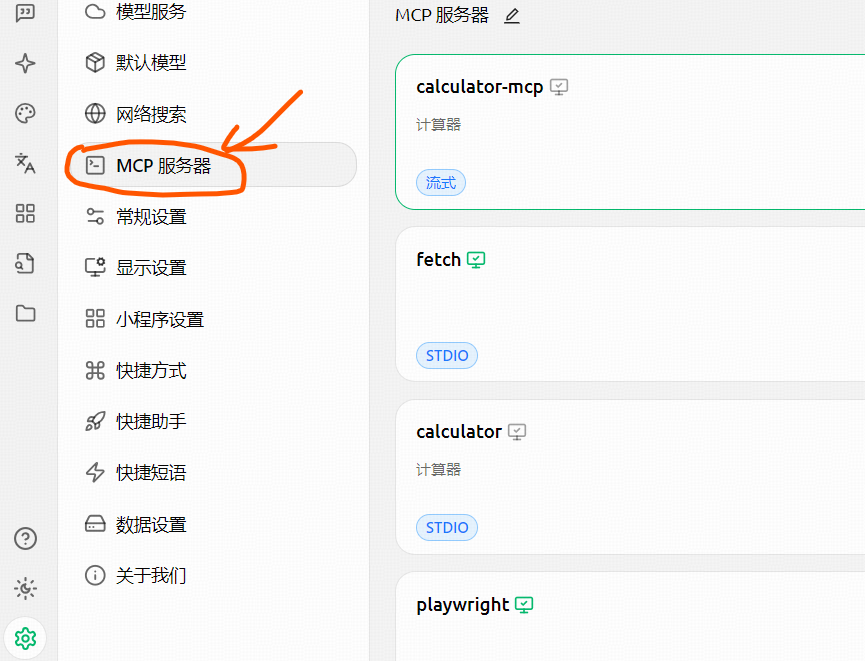 模型服务
默认模型
网络搜索
MCP 服务器
常规设置
显示设置
小程序设置
快捷方式
快捷助手
快捷短语
数据设置
关于我们
MCP 服务器
calculator-mcp
计算器
流式
fetch
STDIO
calculator
计算器
STDIO
playwright